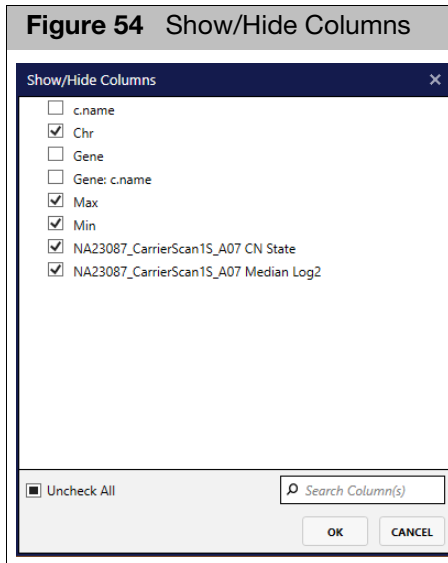 Figure 54 Show/Hide Columns
Show/Hide Columns
c.name
Chr
Gene
Gene: c.name
Max
Min
NA23087_CarrierScan1S_A07 CN State
NA23087_CarrierScan1S_A07 Median Log2
Uncheck All
Search Column(s)
OK CANCEL